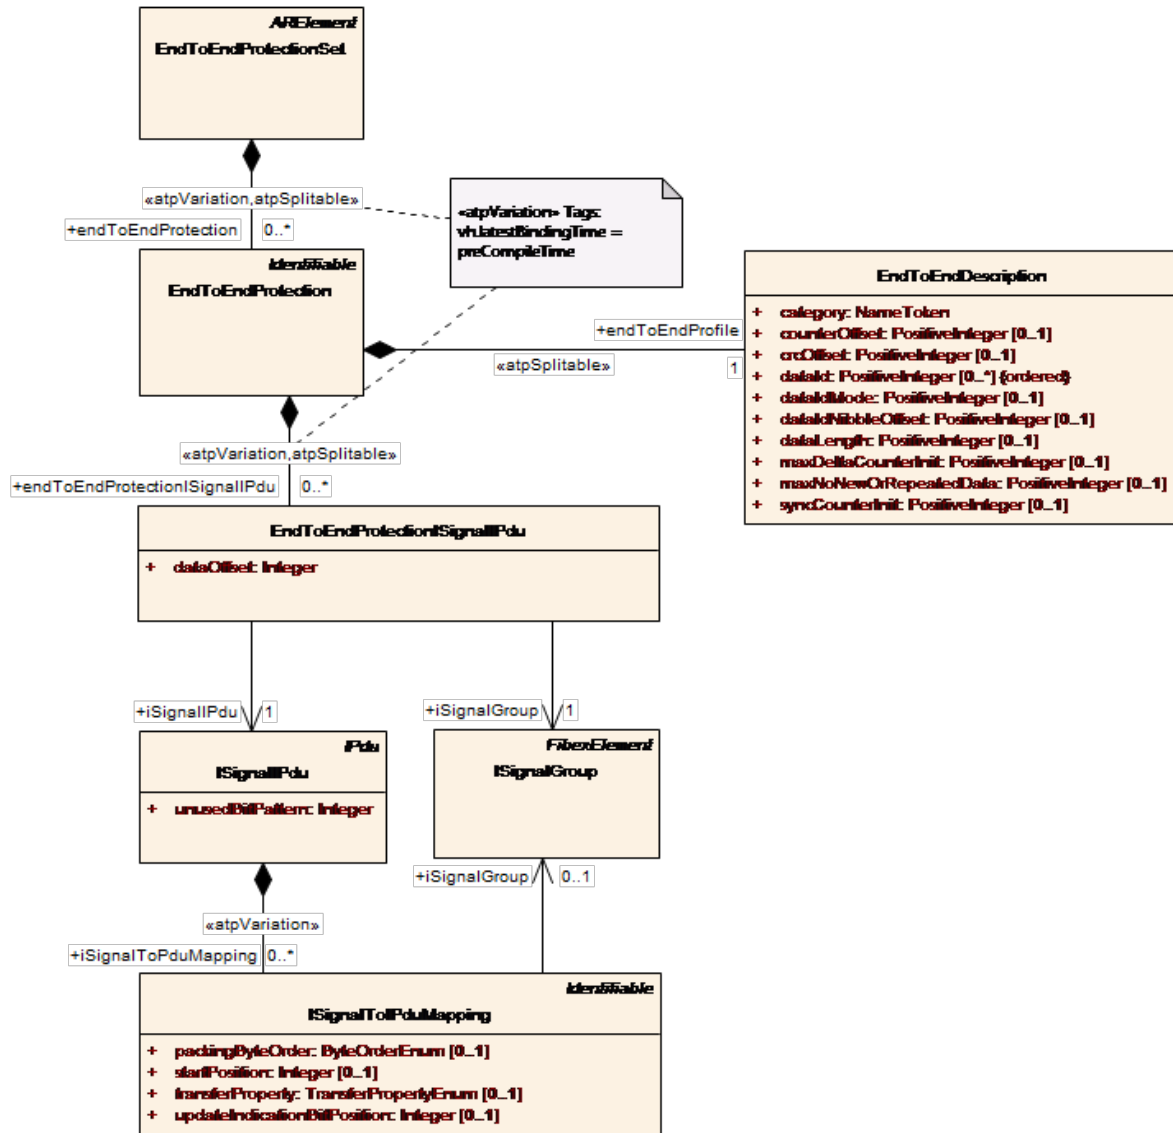 ARElement
EndToEndProtectionSet
«atpVariation,atpSplitable»
+endToEndProtection 0..*
«atpVariation» Tags:
vh.latestBindingTime =
preCompileTime
Identifiable
EndToEndProtection
+endToEndProfile
«atpSplitable»
1
EndToEndDescription
+ category: NameToken
+ counterOffset: PositiveInteger [0..1]
+ crcOffset: PositiveInteger [0..1]
+ dataId: PositiveInteger [0..*] {ordered}
+ dataIdMode: PositiveInteger [0..1]
+ dataIdNibbleOffset: PositiveInteger [0..1]
+ dataLength: PositiveInteger [0..1]
+ maxDeltaCounterInit: PositiveInteger [0..1]
+ maxNoNewOrRepeatedData: PositiveInteger [0..1]
+ syncCounterInit: PositiveInteger [0..1]
«atpVariation,atpSplitable»
+endToEndProtectionISignalIPdu 0..*
EndToEndProtectionISignalIPdu
+ dataOffset: Integer
+iSignalIPdu 1
+iSignalGroup 1
IPdu
ISignalIPdu
+ unusedBitPattern: Integer
FibexElement
ISignalGroup
+iSignalGroup 0..1
«atpVariation»
+iSignalToPduMapping 0..*
Identifiable
ISignalToIPduMapping
+ packingByteOrder: ByteOrderEnum [0..1]
+ startPosition: Integer [0..1]
+ transferProperty: TransferPropertyEnum [0..1]
+ updateIndicationBitPosition: Integer [0..1]